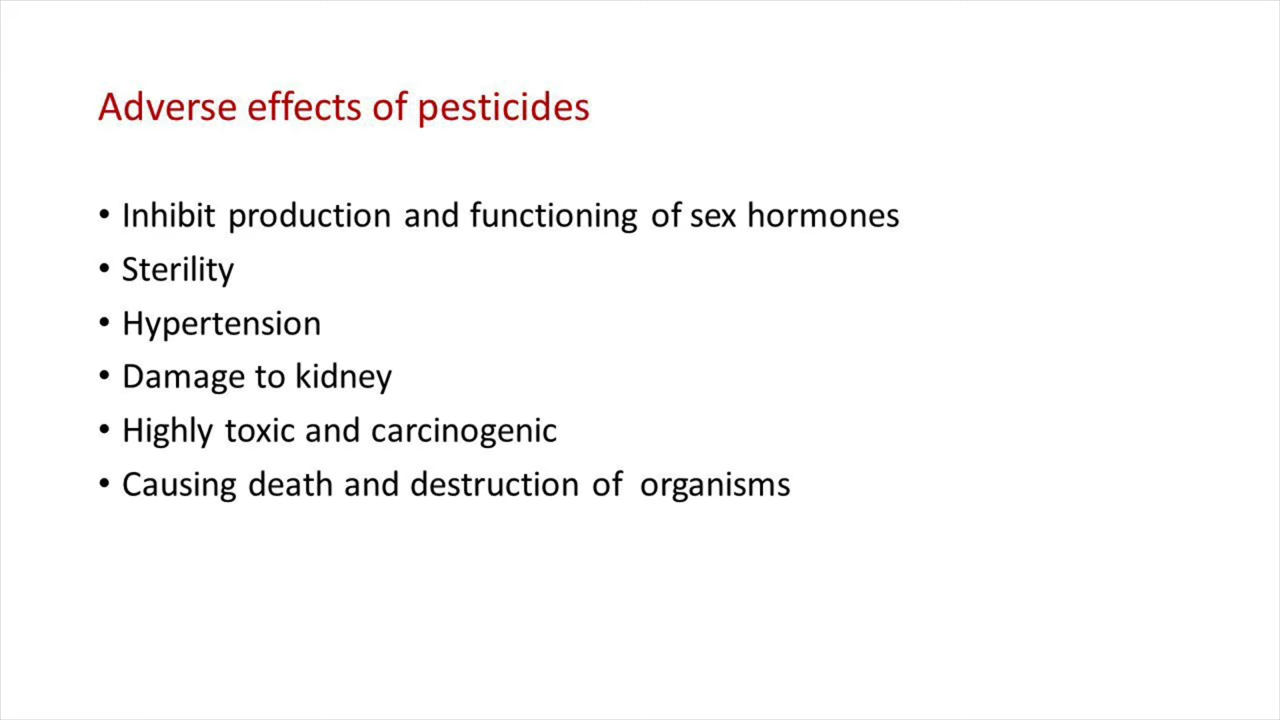 Adverse effects of pesticides
• Inhibit production and functioning of sex hormones
• Sterility
• Hypertension
• Damage to kidney
• Highly toxic and carcinogenic
• Causing death and destruction of organisms